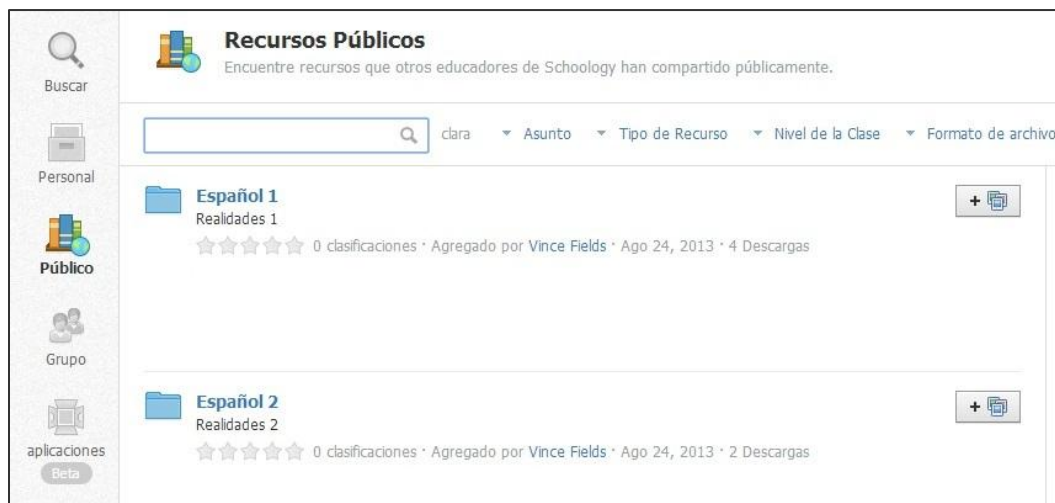 Buscar
Personal
Público
Grupo
aplicaciones
Beta
Recursos Públicos
Encuentre recursos que otros educadores de Schoology han compartido públicamente.
clara Asunto Tipo de Recurso Nivel de la Clase Formato de archivo
Español 1
Realidades 1
0 clasificaciones · Agregado por Vince Fields · Ago 24, 2013 · 4 Descargas
Español 2
Realidades 2
0 clasificaciones · Agregado por Vince Fields · Ago 24, 2013 · 2 Descargas